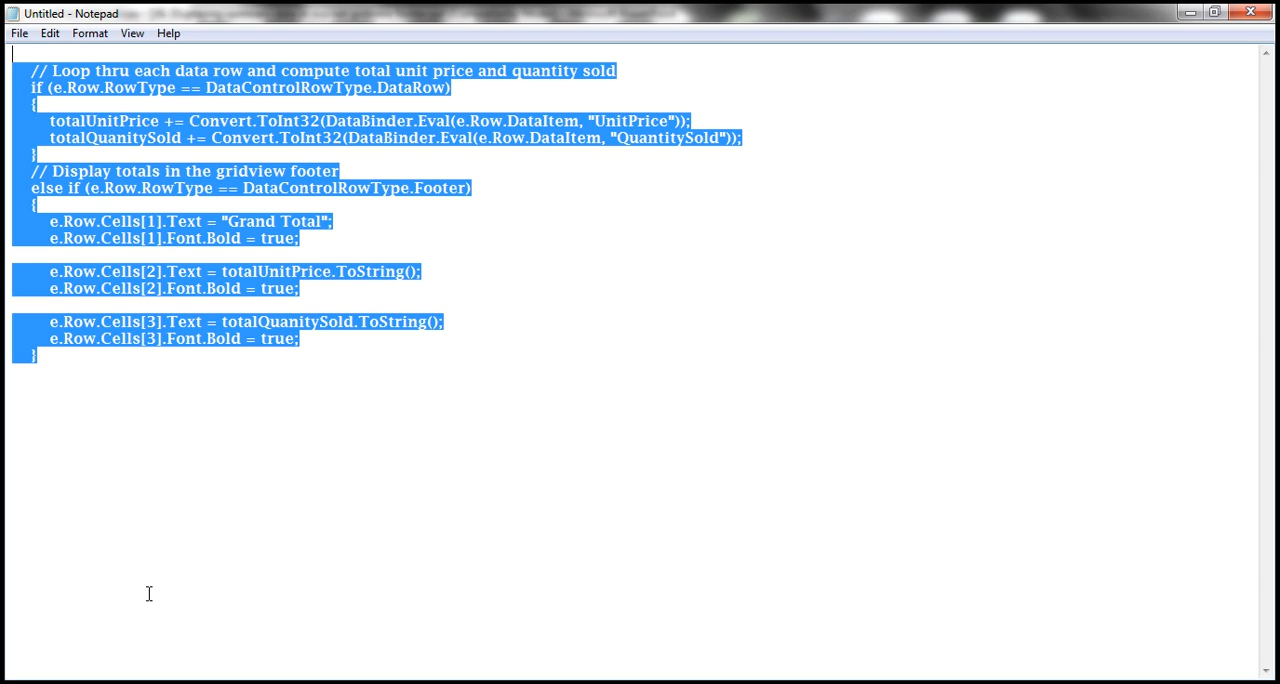 Untitled - Notepad
File Edit Format View Help
// Loop thru each data row and compute total unit price and quantity sold
if (e.Row.RowType == DataControlRowType.DataRow)
{
totalUnitPrice += Convert.ToInt32(DataBinder.Eval(e.Row.DataItem, "UnitPrice"));
totalQuanitySold += Convert.ToInt32(DataBinder.Eval(e.Row.DataItem, "QuantitySold"));
}
// Display totals in the gridview footer
else if (e.Row.RowType == DataControlRowType.Footer)
{
e.Row.Cells[1].Text = "Grand Total";
e.Row.Cells[1].Font.Bold = true;
e.Row.Cells[2].Text = totalUnitPrice.ToString();
e.Row.Cells[2].Font.Bold = true;
e.Row.Cells[3].Text = totalQuanitySold.ToString();
e.Row.Cells[3].Font.Bold = true;
}